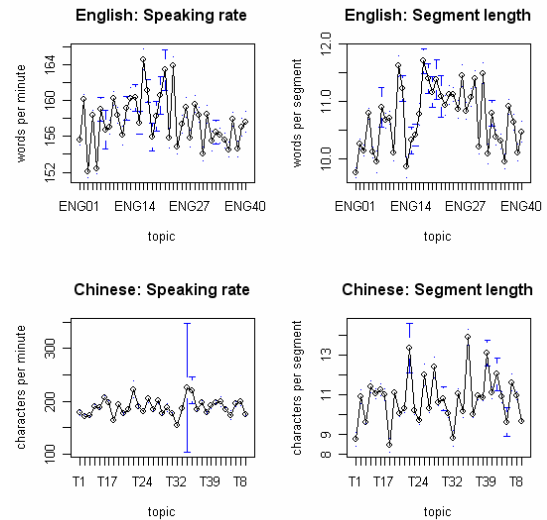 English: Speaking rate
words per minute
152 156 160 164
ENG01 ENG14 ENG27 ENG40
topic
English: Segment length
words per segment
10.0 11.0 12.0
ENG01 ENG14 ENG27 ENG40
topic
Chinese: Speaking rate
characters per minute
100 200 300
T1 T17 T24 T32 T39 T8
topic
Chinese: Segment length
characters per segment
8 9 11 13
T1 T17 T24 T32 T39 T8
topic